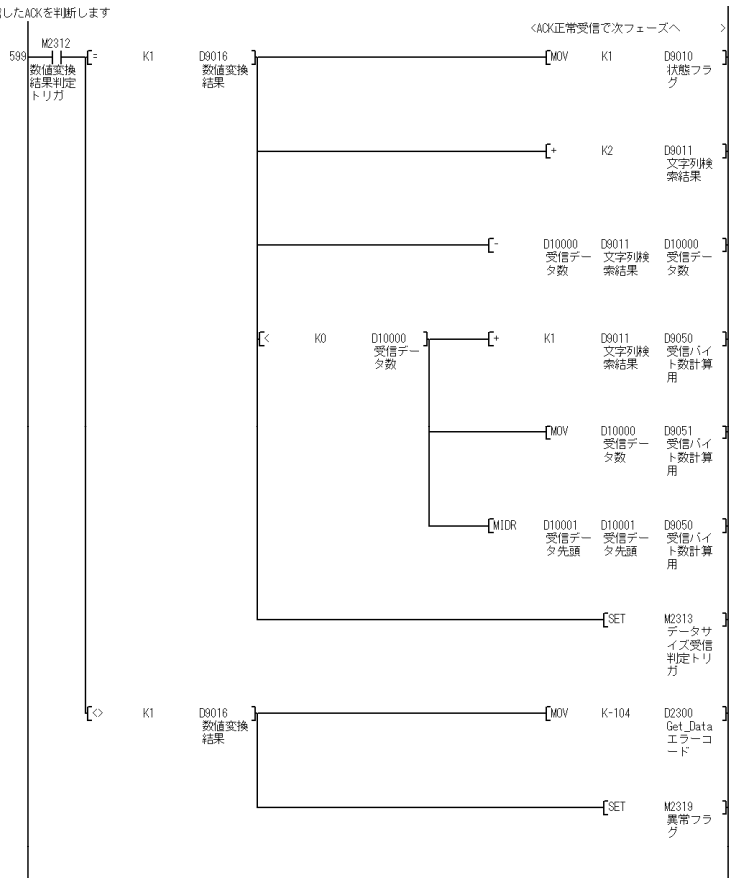 したACKを判断します
<ACK正常受信で次フェーズへ >
599 M2312 [= K1 D9016 ] [MOV K1 D9010 ]
数値変換
結果判定
トリガ
数値変換
結果
状態フラ
グ
[+ K2 D9011 ]
文字列検
索結果
[- D10000 D9011 D10000 ]
受信デー
タ数
文字列検
索結果
受信デー
タ数
[< K0 D10000 ] [+ K1 D9011 D9050 ]
受信デー
タ数
文字列検
索結果
受信バイ
ト数計算
用
[MOV D10000 D9051 ]
受信デー
タ数
受信バイ
ト数計算
用
[MIDR D10001 D10001 D9050 ]
受信デー
タ先頭
受信デー
タ先頭
受信バイ
ト数計算
用
[SET M2313 ]
データサ
イズ受信
判定トリ
ガ
[<> K1 D9016 ] [MOV K-104 D2300 ]
数値変換
結果
Get_Data
エラーコ
ード
[SET M2319 ]
異常フラ
グ